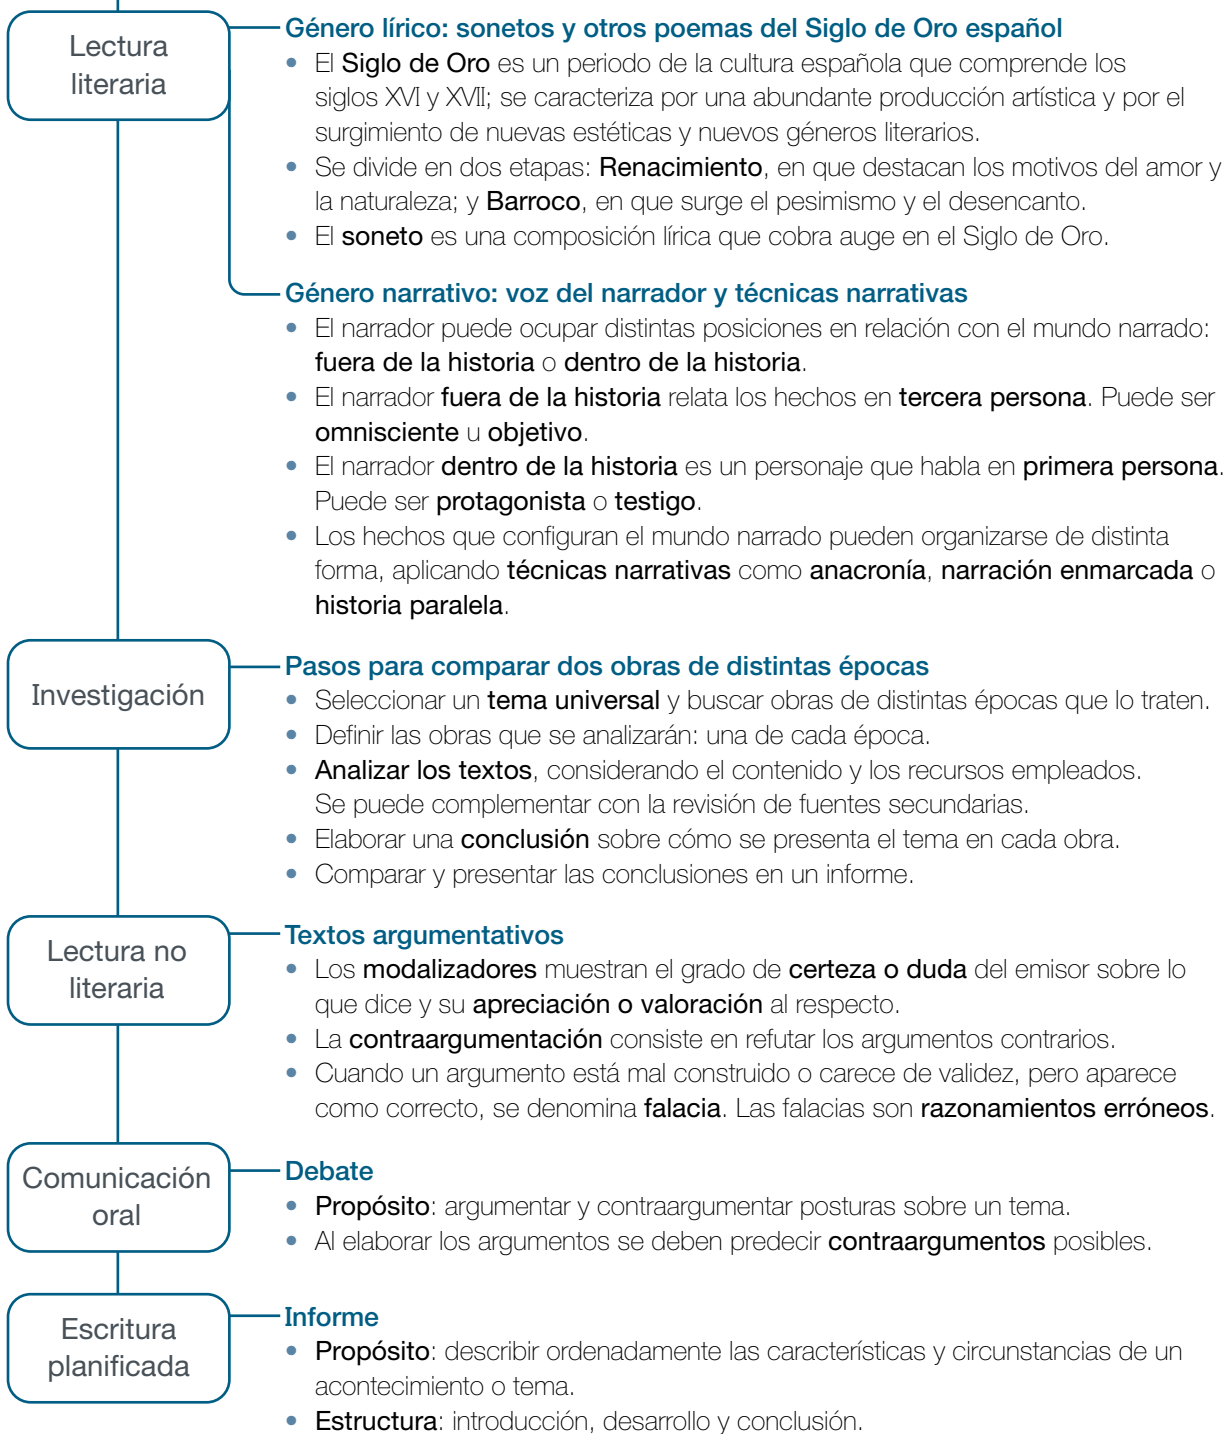 Lectura
literaria
Género lírico: sonetos y otros poemas del Siglo de Oro español
• El Siglo de Oro es un periodo de la cultura española que comprende los
siglos XVI y XVII; se caracteriza por una abundante producción artística y por el
surgimiento de nuevas estéticas y nuevos géneros literarios.
• Se divide en dos etapas: Renacimiento, en que destacan los motivos del amor y
la naturaleza; y Barroco, en que surge el pesimismo y el desencanto.
• El soneto es una composición lírica que cobra auge en el Siglo de Oro.
Género narrativo: voz del narrador y técnicas narrativas
• El narrador puede ocupar distintas posiciones en relación con el mundo narrado:
fuera de la historia o dentro de la historia.
• El narrador fuera de la historia relata los hechos en tercera persona. Puede ser
omnisciente u objetivo.
• El narrador dentro de la historia es un personaje que habla en primera persona.
Puede ser protagonista o testigo.
• Los hechos que configuran el mundo narrado pueden organizarse de distinta
forma, aplicando técnicas narrativas como anacronía, narración enmarcada o
historia paralela.
Investigación
Pasos para comparar dos obras de distintas épocas
• Seleccionar un tema universal y buscar obras de distintas épocas que lo traten.
• Definir las obras que se analizarán: una de cada época.
• Analizar los textos, considerando el contenido y los recursos empleados.
Se puede complementar con la revisión de fuentes secundarias.
• Elaborar una conclusión sobre cómo se presenta el tema en cada obra.
• Comparar y presentar las conclusiones en un informe.
Lectura no
literaria
Textos argumentativos
• Los modalizadores muestran el grado de certeza o duda del emisor sobre lo
que dice y su apreciación o valoración al respecto.
• La contraargumentación consiste en refutar los argumentos contrarios.
• Cuando un argumento está mal construido o carece de validez, pero aparece
como correcto, se denomina falacia. Las falacias son razonamientos erróneos.
Comunicación
oral
Debate
• Propósito: argumentar y contraargumentar posturas sobre un tema.
• Al elaborar los argumentos se deben predecir contraargumentos posibles.
Escritura
planificada
Informe
• Propósito: describir ordenadamente las características y circunstancias de un
acontecimiento o tema.
• Estructura: introducción, desarrollo y conclusión.